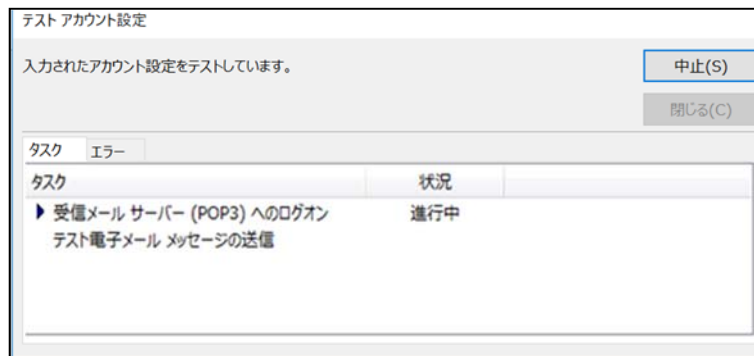 テスト アカウント設定
入力されたアカウント設定をテストしています。
中止(S)
閉じる(C)
タスク エラー
タスク 状況
受信メール サーバー (POP3) へのログオン 進行中
テスト電子メール メッセージの送信